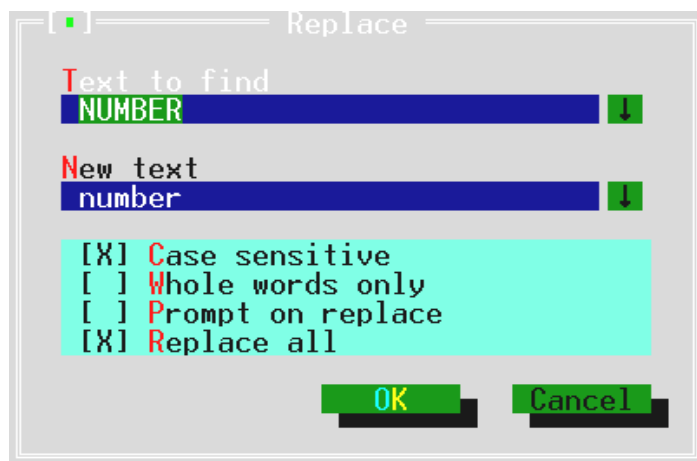 [▪] Replace
Text to find
NUMBER ↓
New text
number ↓
[X] Case sensitive
[ ] Whole words only
[ ] Prompt on replace
[X] Replace all
OK Cancel